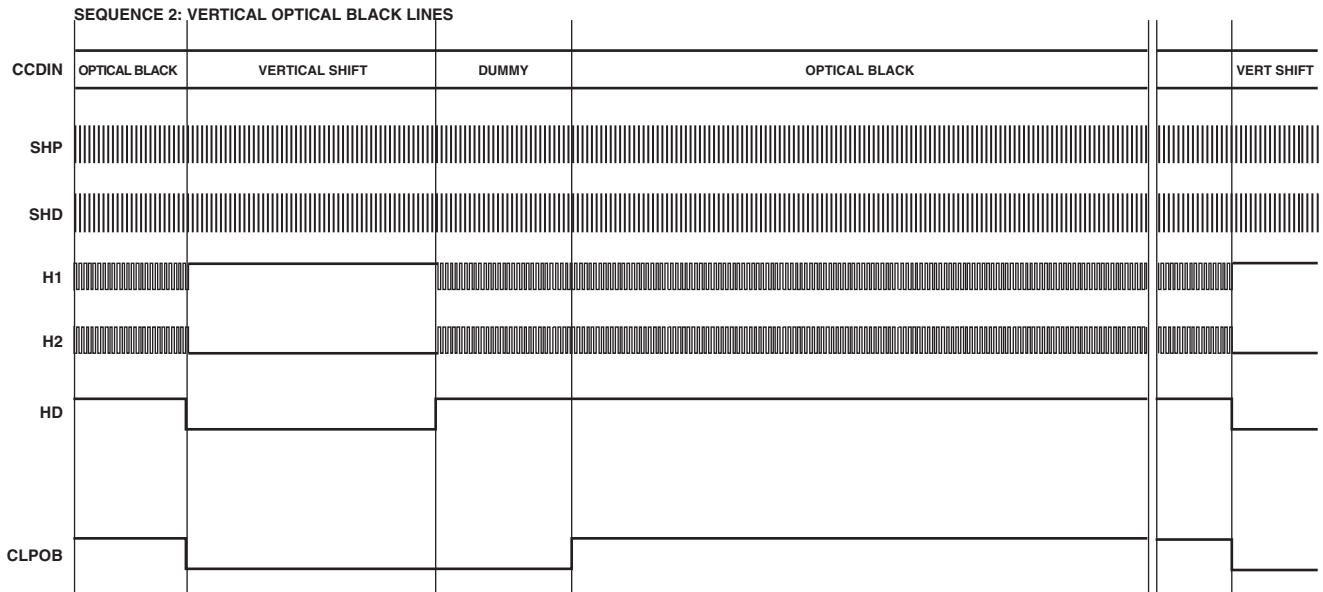 SEQUENCE 2: VERTICAL OPTICAL BLACK LINES
CCDIN OPTICAL BLACK VERTICAL SHIFT DUMMY OPTICAL BLACK VERT SHIFT
SHP
SHD
H1
H2
HD
CLPOB